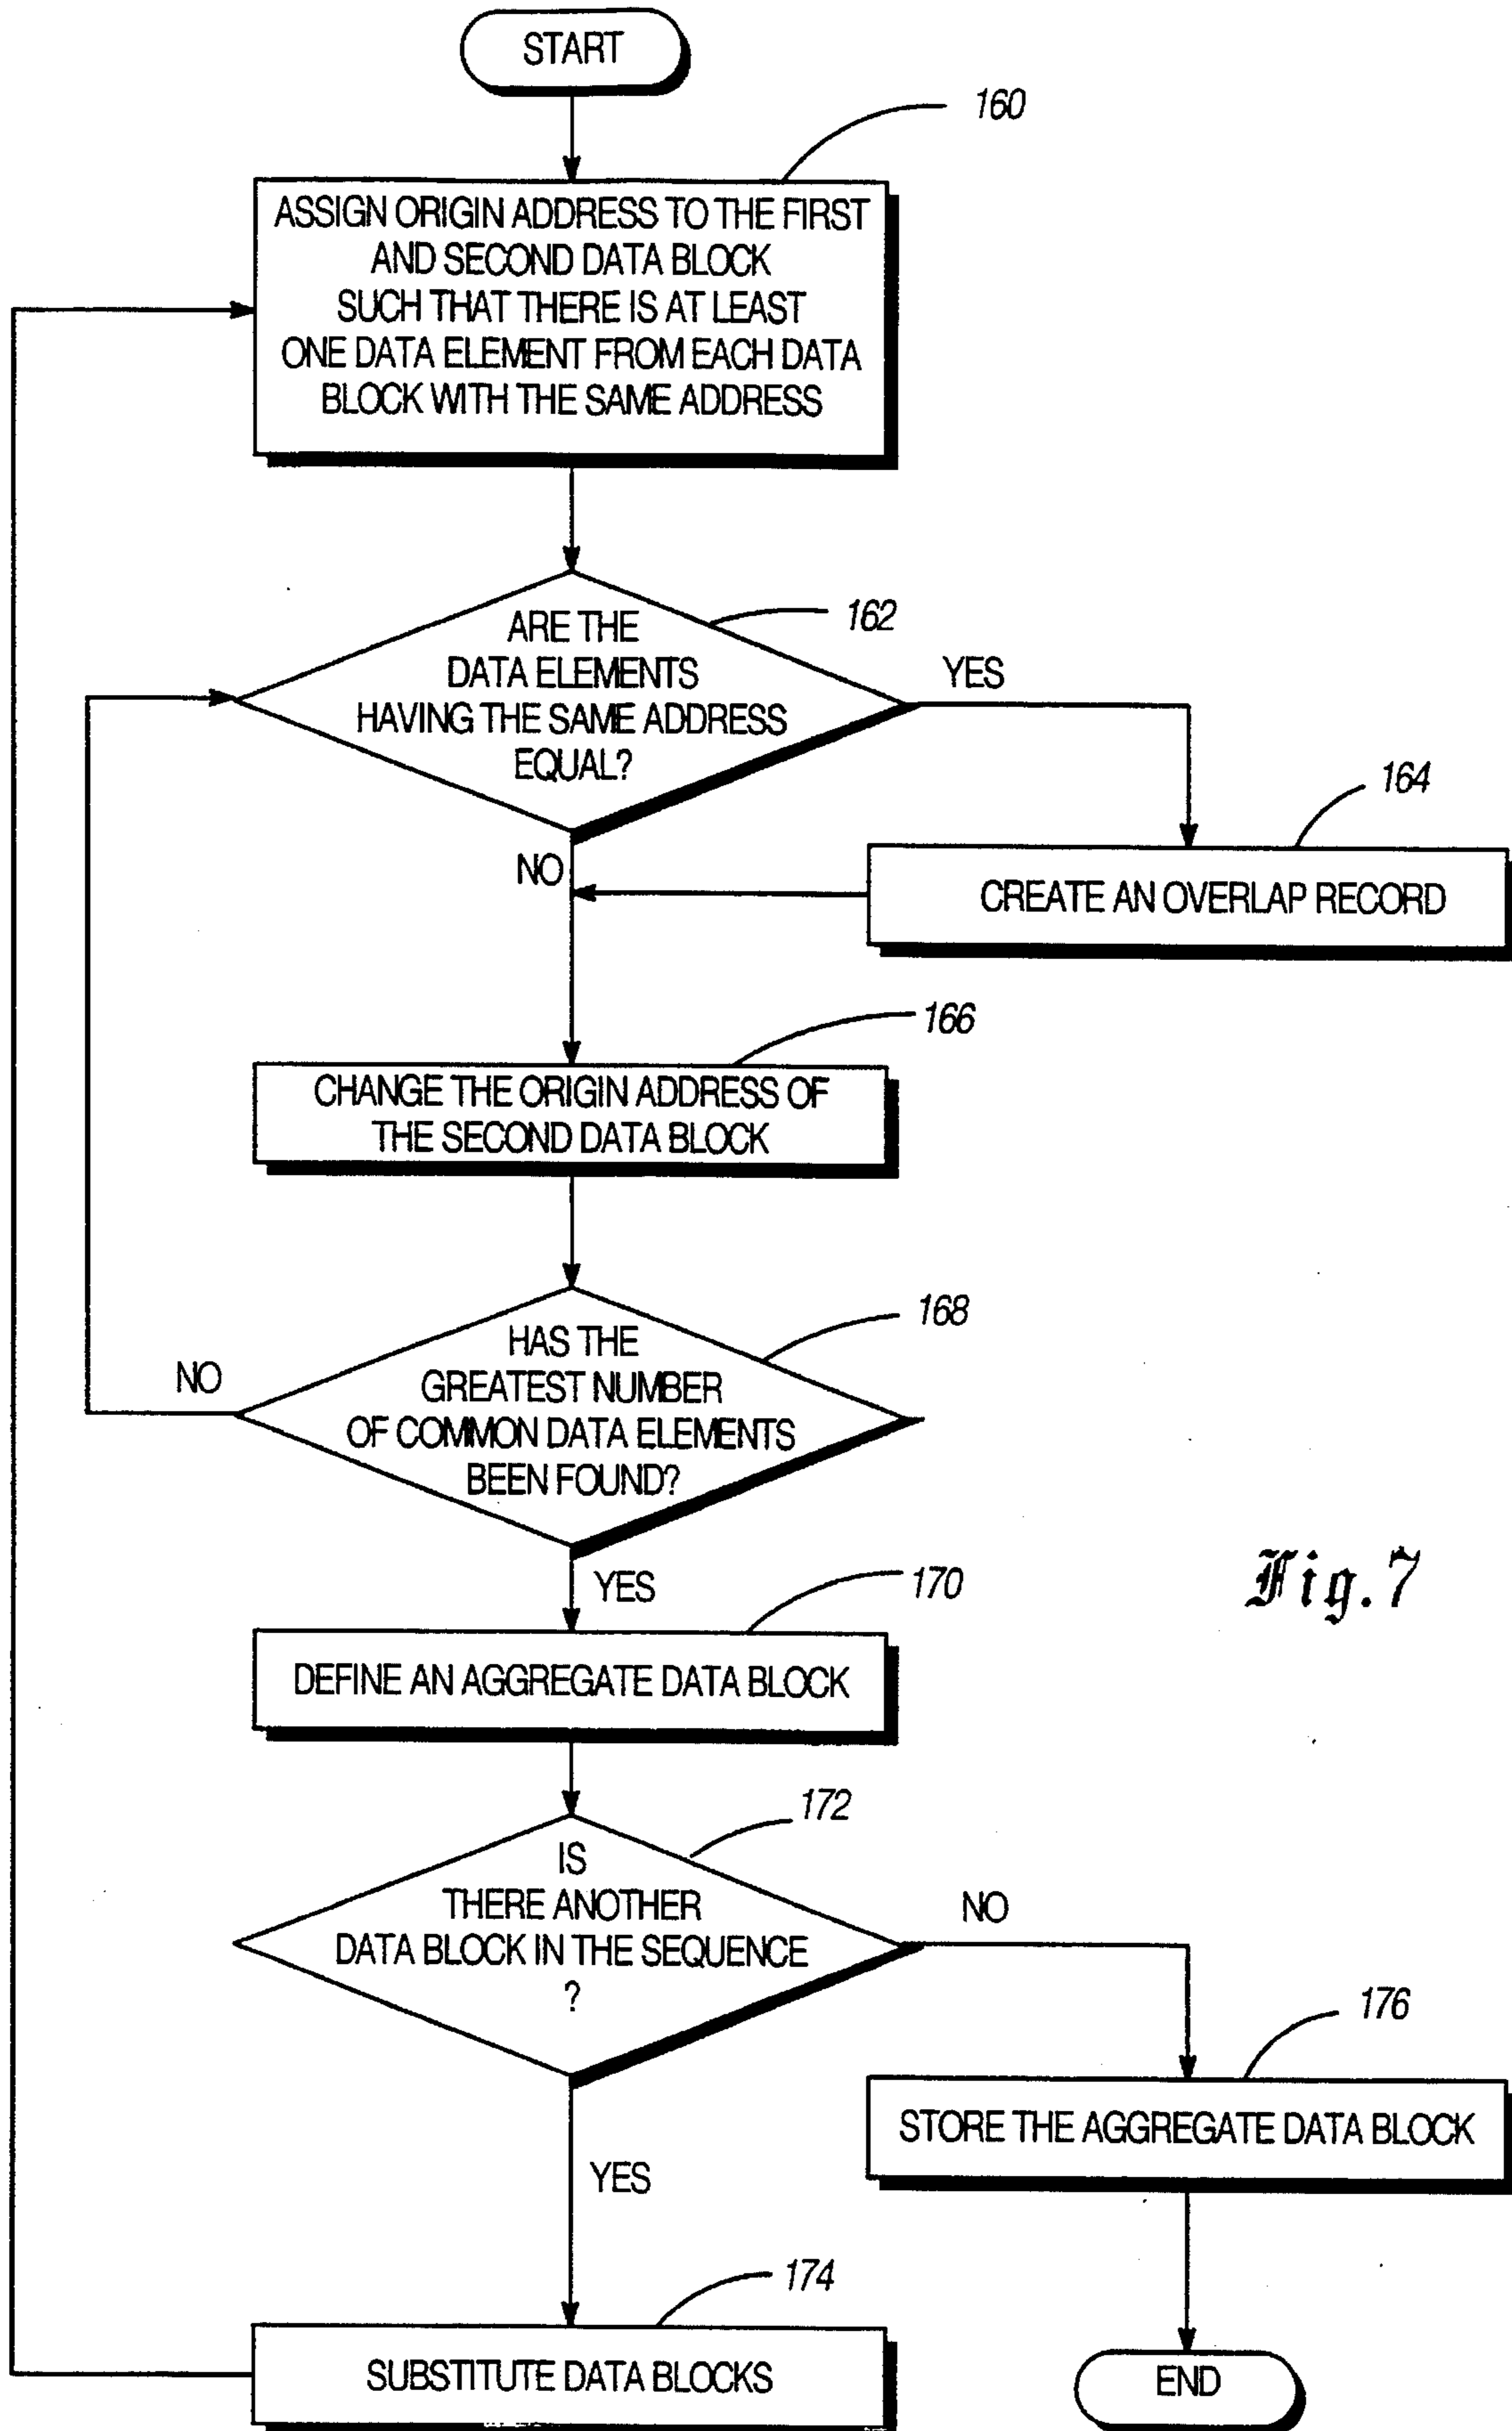 START
160
ASSIGN ORIGIN ADDRESS TO THE FIRST
AND SECOND DATA BLOCK
SUCH THAT THERE IS AT LEAST
ONE DATA ELEMENT FROM EACH DATA
BLOCK WITH THE SAME ADDRESS
162
ARE THE
DATA ELEMENTS
HAVING THE SAME ADDRESS
EQUAL?
YES
164
NO
CREATE AN OVERLAP RECORD
166
CHANGE THE ORIGIN ADDRESS OF
THE SECOND DATA BLOCK
168
HAS THE
GREATEST NUMBER
OF COMMON DATA ELEMENTS
BEEN FOUND?
NO
YES
170
Fig. 7
DEFINE AN AGGREGATE DATA BLOCK
172
IS
THERE ANOTHER
DATA BLOCK IN THE SEQUENCE
?
NO
176
STORE THE AGGREGATE DATA BLOCK
YES
174
SUBSTITUTE DATA BLOCKS
END